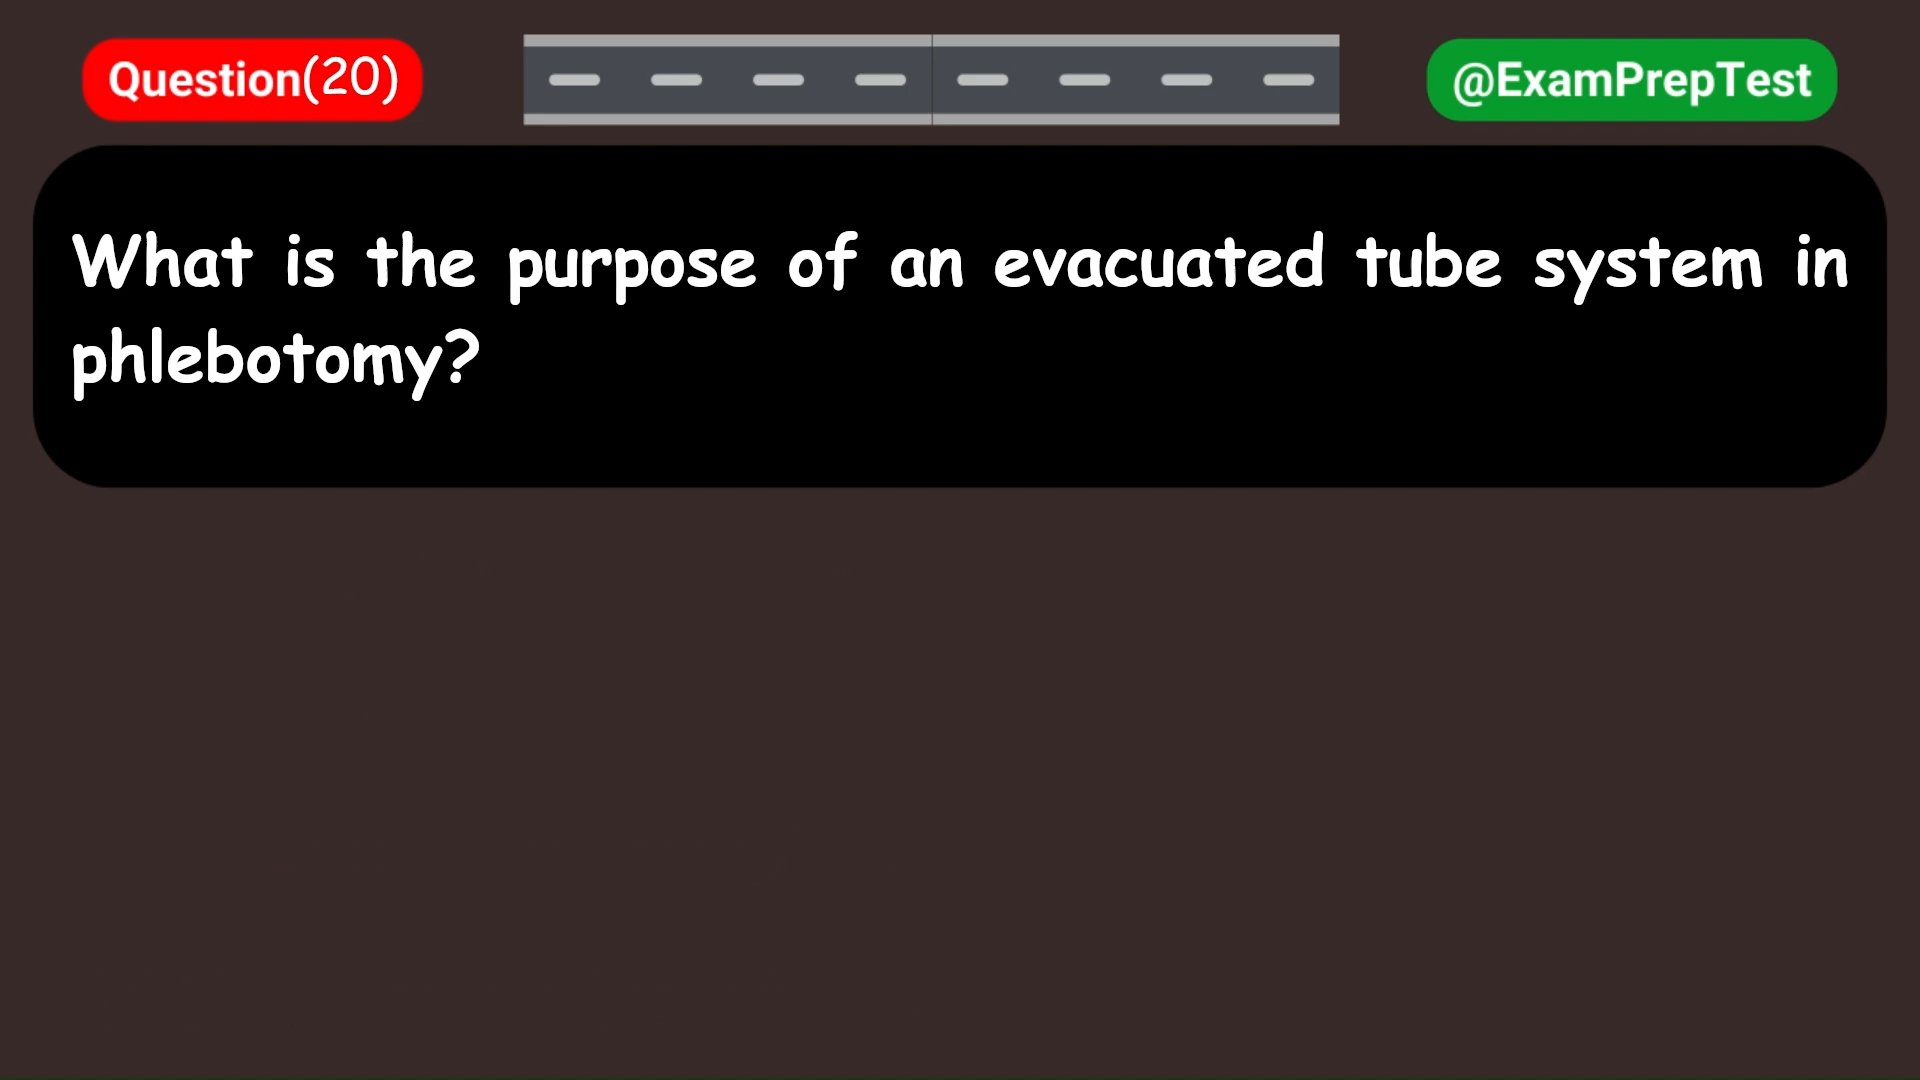 Question(20)
@ExamPrepTest
What is the purpose of an evacuated tube system in
phlebotomy?